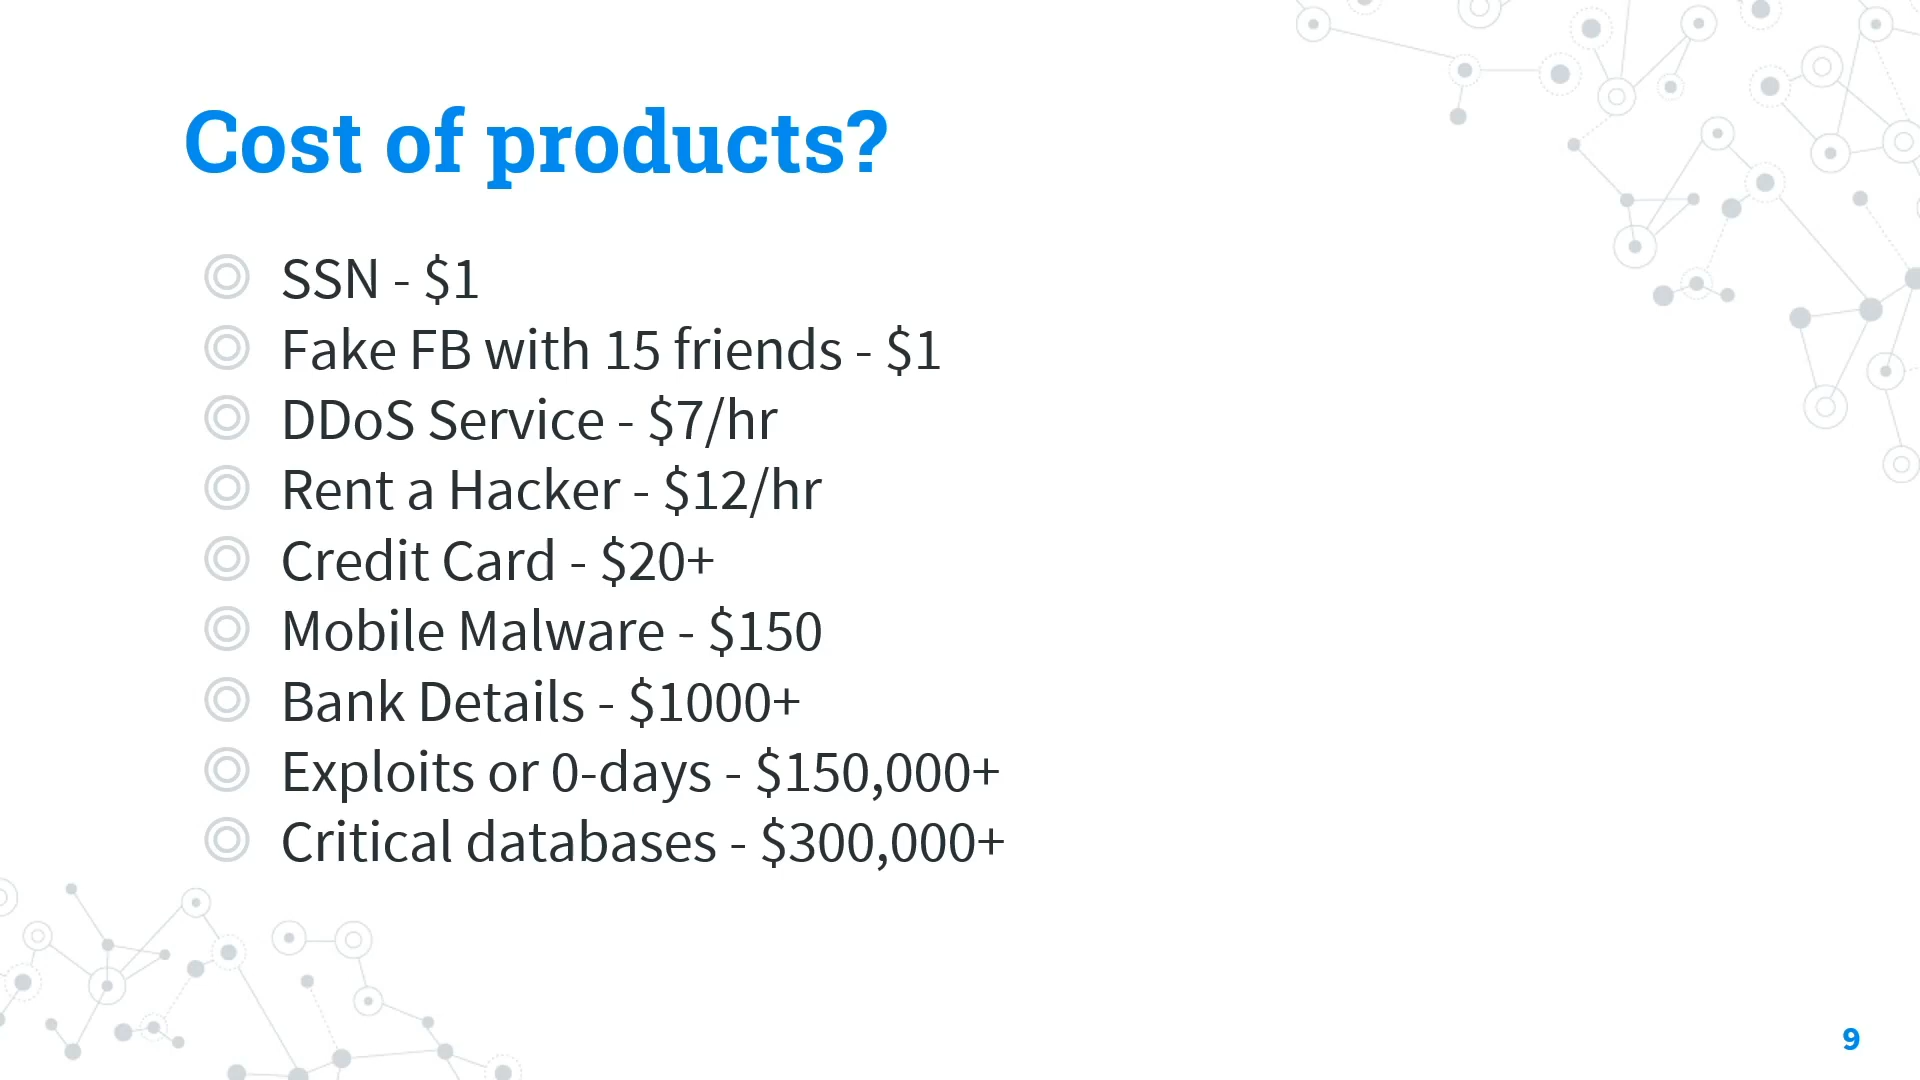 Cost of products?
SSN - $1
Fake FB with 15 friends - $1
DDoS Service - $7/hr
Rent a Hacker - $12/hr
Credit Card - $20+
Mobile Malware - $150
Bank Details - $1000+
Exploits or 0-days - $150,000+
Critical databases - $300,000+
9